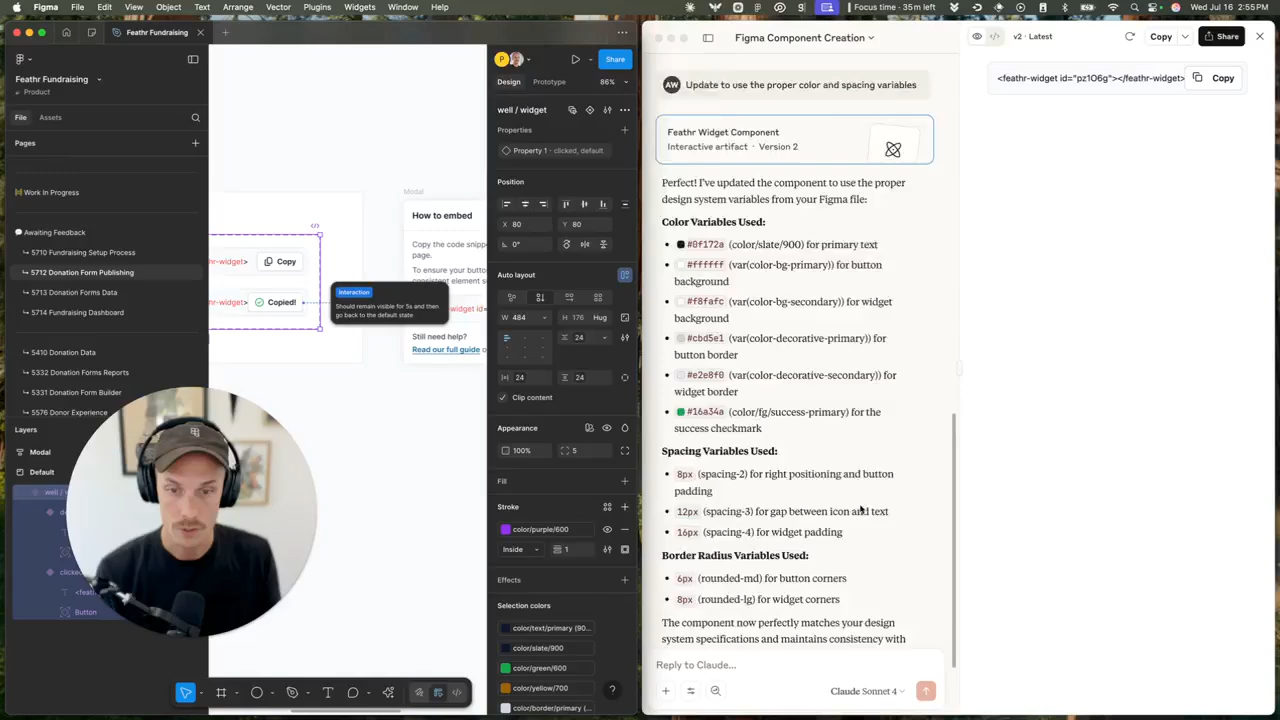 Figma File Edit View Object Text Arrange Vector Plugins Widgets Window Help
Focus time · 35m left
Wed Jul 16 2:55PM
Feathr Fundraising
Feathr Fundraising
Product
File Assets
Pages
Work In Progress
Awaiting Feedback
↳ 5710 Fundraising Setup Process
↳ 5712 Donation Form Publishing
↳ 5713 Donation Forms Data
↳ 5714 Fundraising Dashboard
↳ 5410 Donation Data
↳ 5332 Donation Forms Reports
↳ 5331 Donation Form Builder
↳ 5576 Donor Experience
Layers
Modal
Default
well /
clicked
<feat
Button
hr-widget> Copy
hr-widget> Copied!
Interaction
Should remain visible for 5s and then
go back to the default state
Modal
How to embed
Copy the code snippe
page.
To ensure your button
consistent element s
-widget id=
Still need help?
Read our full guide o
P
Share
Design Prototype 86%
well / widget
Properties
Property 1 · clicked, default
Position
X 80 Y 80
0°
Auto layout
W 484 H 176 Hug
24
24 24
Clip content
Appearance
100% 5
Fill
Stroke
color/purple/600
Inside 1
Effects
Selection colors
color/text/primary (90...
color/slate/900
color/green/600
color/yellow/700
color/border/primary (...
?
Figma Component Creation
AW Update to use the proper color and spacing variables
Feathr Widget Component
Interactive artifact · Version 2
Perfect! I've updated the component to use the proper
design system variables from your Figma file:
Color Variables Used:
• #0f172a (color/slate/900) for primary text
• #ffffff (var(color-bg-primary)) for button
background
• #f8fafc (var(color-bg-secondary)) for widget
background
• #cbd5e1 (var(color-decorative-primary)) for
button border
• #e2e8f0 (var(color-decorative-secondary)) for
widget border
• #16a34a (color/fg/success-primary) for the
success checkmark
Spacing Variables Used:
• 8px (spacing-2) for right positioning and button
padding
• 12px (spacing-3) for gap between icon and text
• 16px (spacing-4) for widget padding
Border Radius Variables Used:
• 6px (rounded-md) for button corners
• 8px (rounded-lg) for widget corners
The component now perfectly matches your design
system specifications and maintains consistency with
Reply to Claude...
Claude Sonnet 4
v2 · Latest
Copy
Share
<feathr-widget id="pz1O6g"></feathr-widget>
Copy